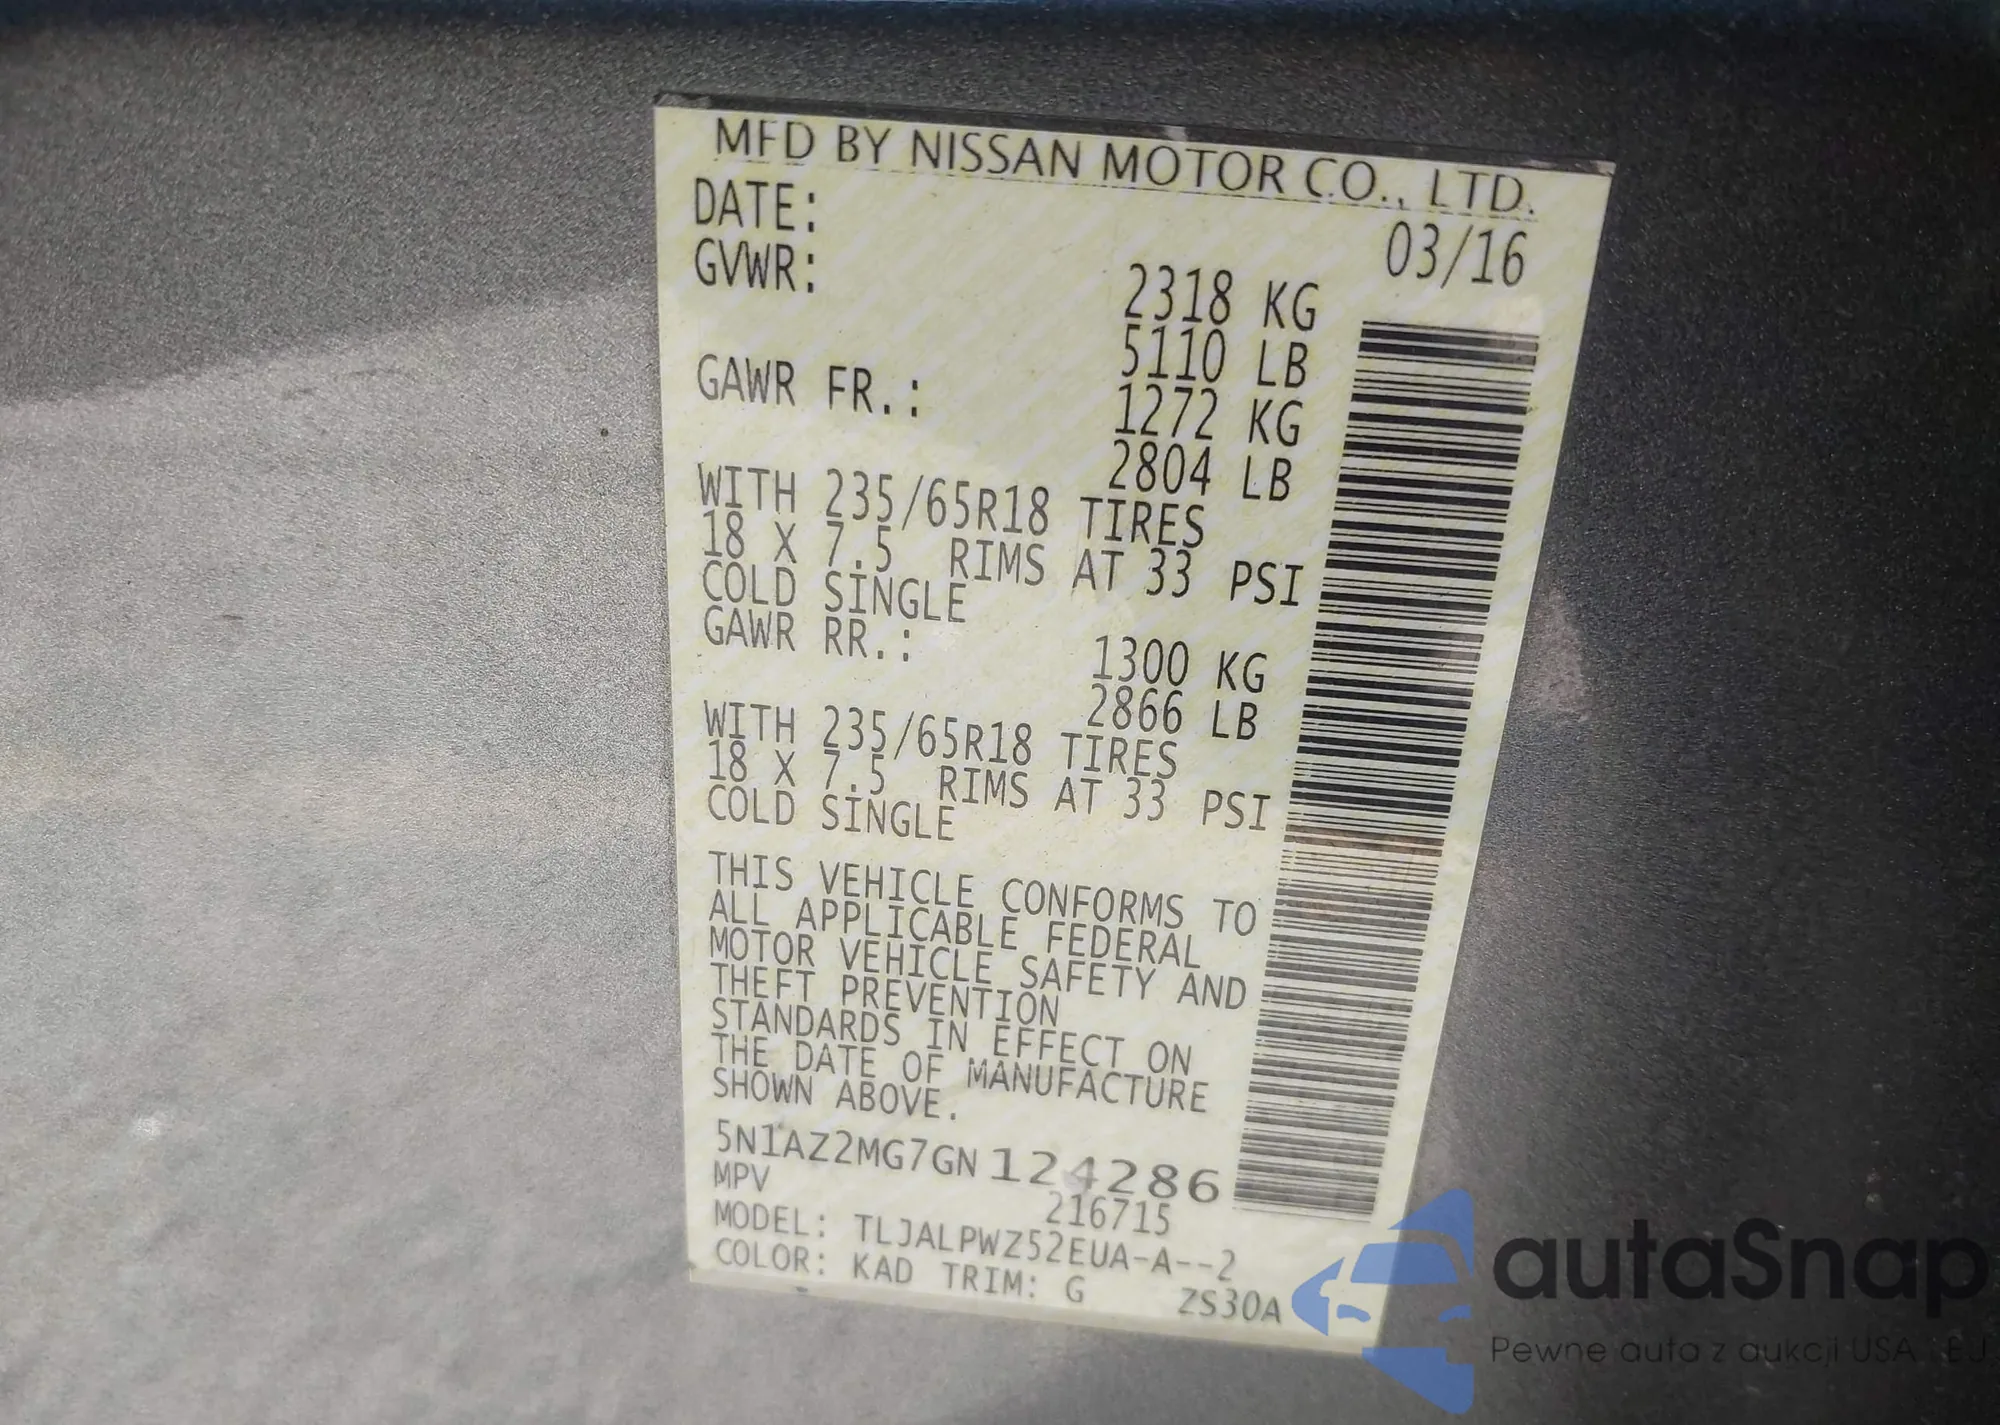 MFD BY NISSAN MOTOR CO., LTD.
DATE: 03/16
GVWR: 2318 KG
5110 LB
GAWR FR.: 1272 KG
2804 LB
WITH 235/65R18 TIRES
18 X 7.5 RIMS AT 33 PSI
COLD SINGLE
GAWR RR.: 1300 KG
2866 LB
WITH 235/65R18 TIRES
18 X 7.5 RIMS AT 33 PSI
COLD SINGLE
THIS VEHICLE CONFORMS TO
ALL APPLICABLE FEDERAL
MOTOR VEHICLE SAFETY AND
THEFT PREVENTION
STANDARDS IN EFFECT ON
THE DATE OF MANUFACTURE
SHOWN ABOVE.
5N1AZ2MG7GN124286
MPV 216715
MODEL: TLJALPWZ52EUA-A--2
COLOR: KAD TRIM: G ZS30A
autaSnap
Pewne auta z aukcji USA i EU